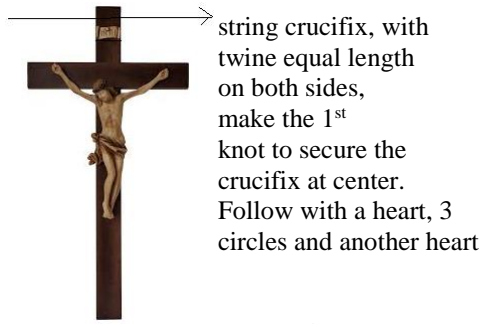 string crucifix, with
twine equal length
on both sides,
make the 1st
knot to secure the
crucifix at center.
Follow with a heart, 3
circles and another heart